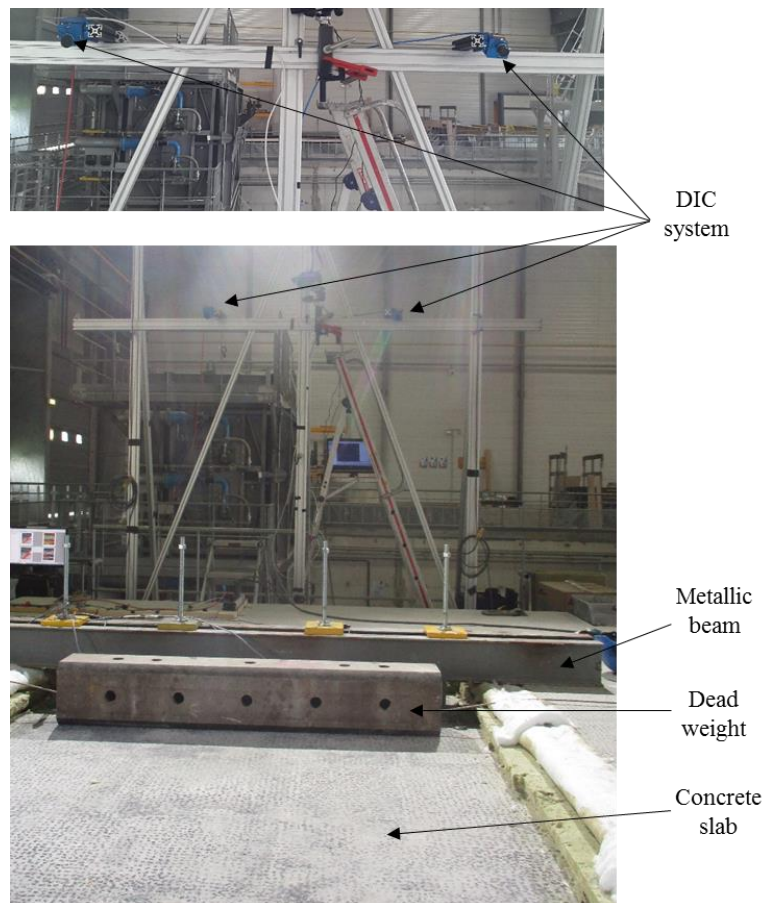 DIC
system
Metallic
beam
Dead
weight
Concrete
slab